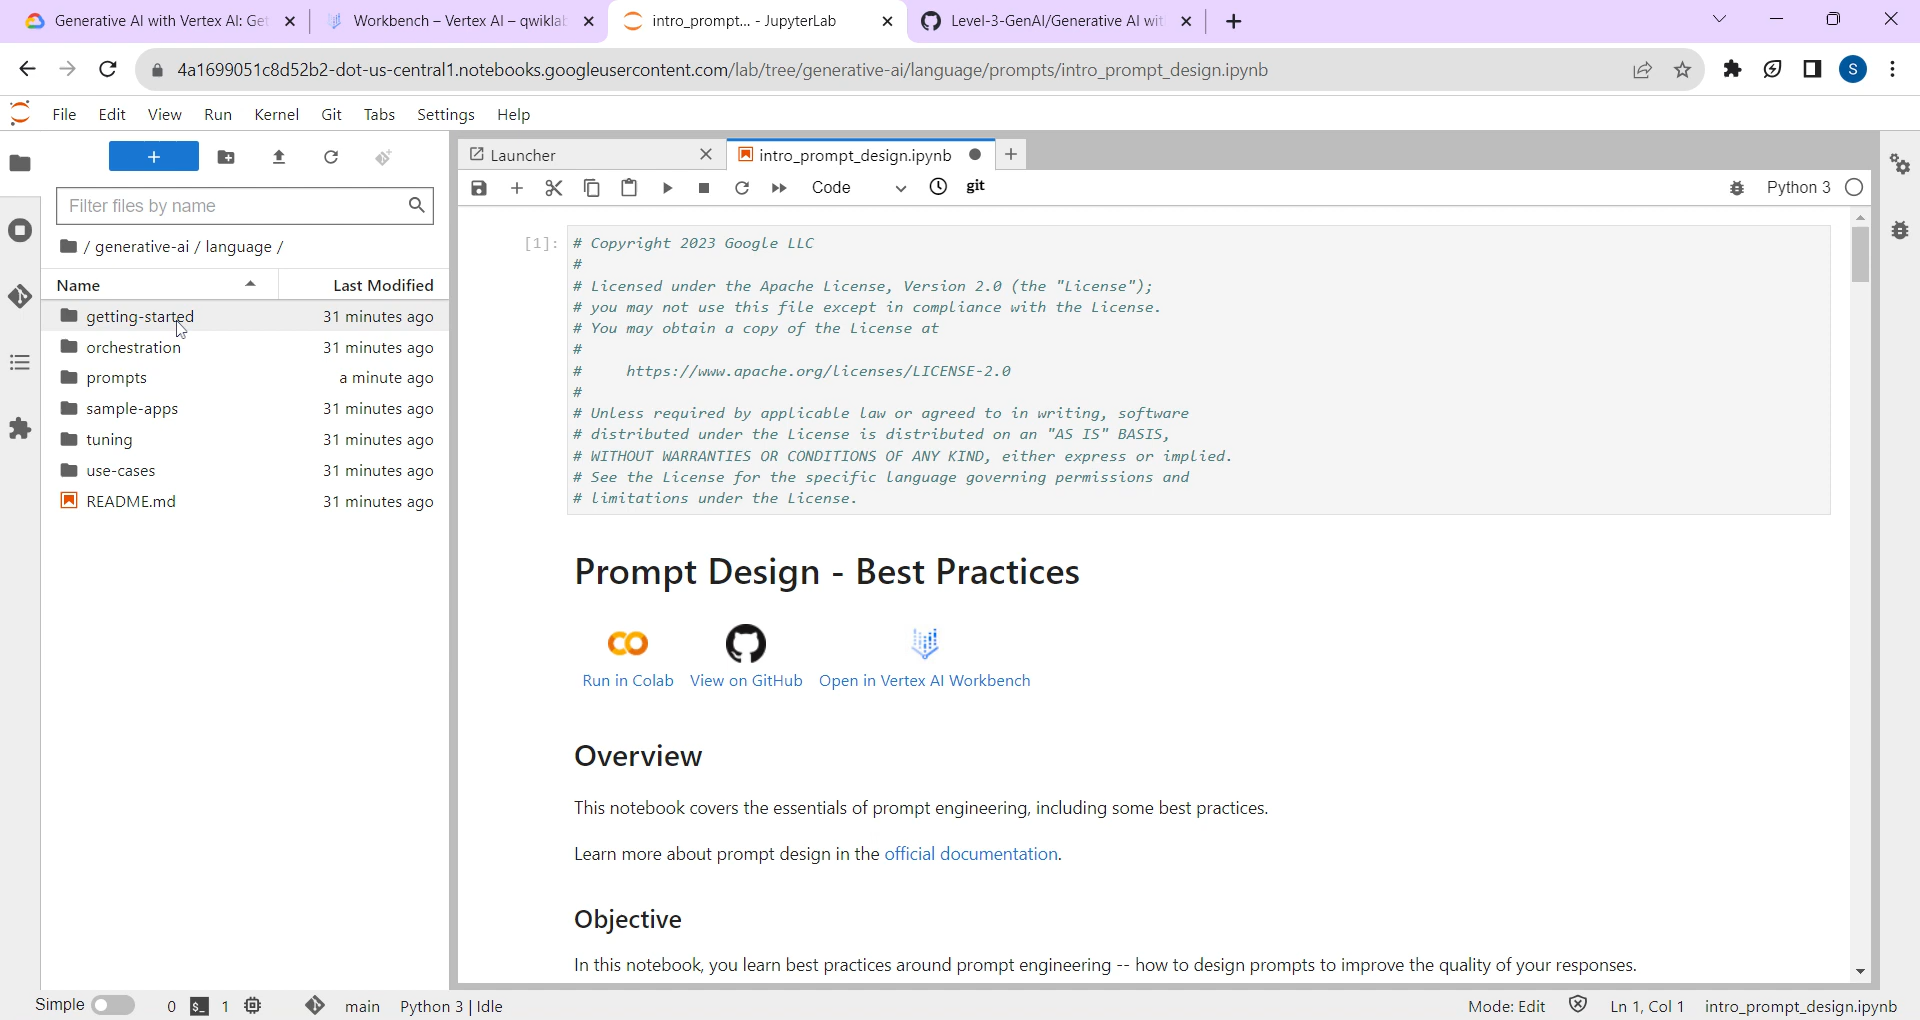 Generative AI with Vertex AI: Get
Workbench – Vertex AI – qwikla
intro_prompt... - JupyterLab
Level-3-GenAI/Generative AI wit
4a1699051c8d52b2-dot-us-central1.notebooks.googleusercontent.com/lab/tree/generative-ai/language/prompts/intro_prompt_design.ipynb
S
File Edit View Run Kernel Git Tabs Settings Help
Filter files by name
/ generative-ai / language /
Name Last Modified
getting-started 31 minutes ago
orchestration 31 minutes ago
prompts a minute ago
sample-apps 31 minutes ago
tuning 31 minutes ago
use-cases 31 minutes ago
README.md 31 minutes ago
Launcher
intro_prompt_design.ipynb
Code
git
Python 3
[1]: # Copyright 2023 Google LLC
#
# Licensed under the Apache License, Version 2.0 (the "License");
# you may not use this file except in compliance with the License.
# You may obtain a copy of the License at
#
# https://www.apache.org/licenses/LICENSE-2.0
#
# Unless required by applicable law or agreed to in writing, software
# distributed under the License is distributed on an "AS IS" BASIS,
# WITHOUT WARRANTIES OR CONDITIONS OF ANY KIND, either express or implied.
# See the License for the specific language governing permissions and
# limitations under the License.
Prompt Design - Best Practices
Run in Colab View on GitHub Open in Vertex AI Workbench
Overview
This notebook covers the essentials of prompt engineering, including some best practices.
Learn more about prompt design in the official documentation.
Objective
In this notebook, you learn best practices around prompt engineering -- how to design prompts to improve the quality of your responses.
Simple 0 $_ 1 main Python 3 | Idle Mode: Edit Ln 1, Col 1 intro_prompt_design.ipynb